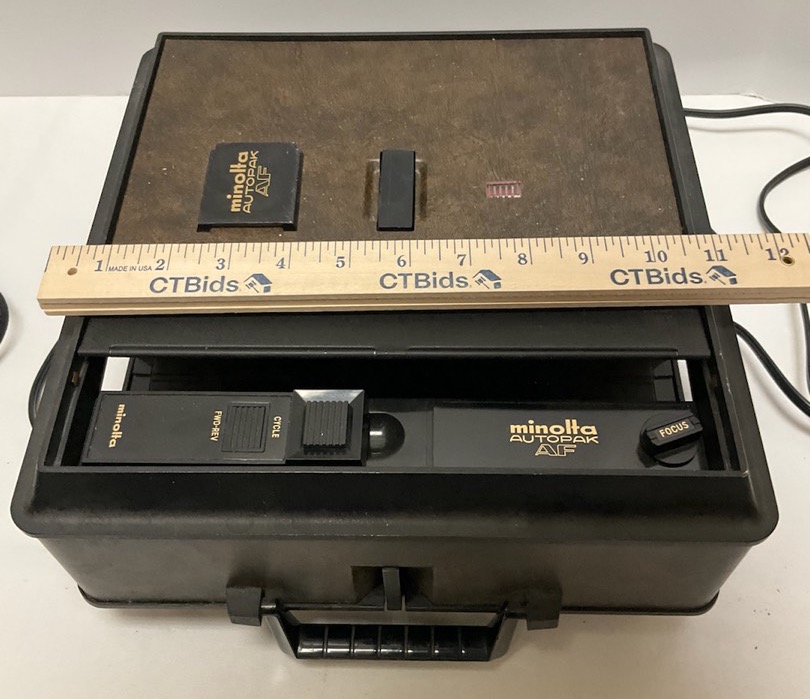 minolta
AUTOPAK
AF
1 2 3 4 5 6 7 8 9 10 11 12
MADE IN USA
CTBids CTBids CTBids
minolta
FWD-REV
CYCLE
minolta
AUTOPAK
AF
FOCUS